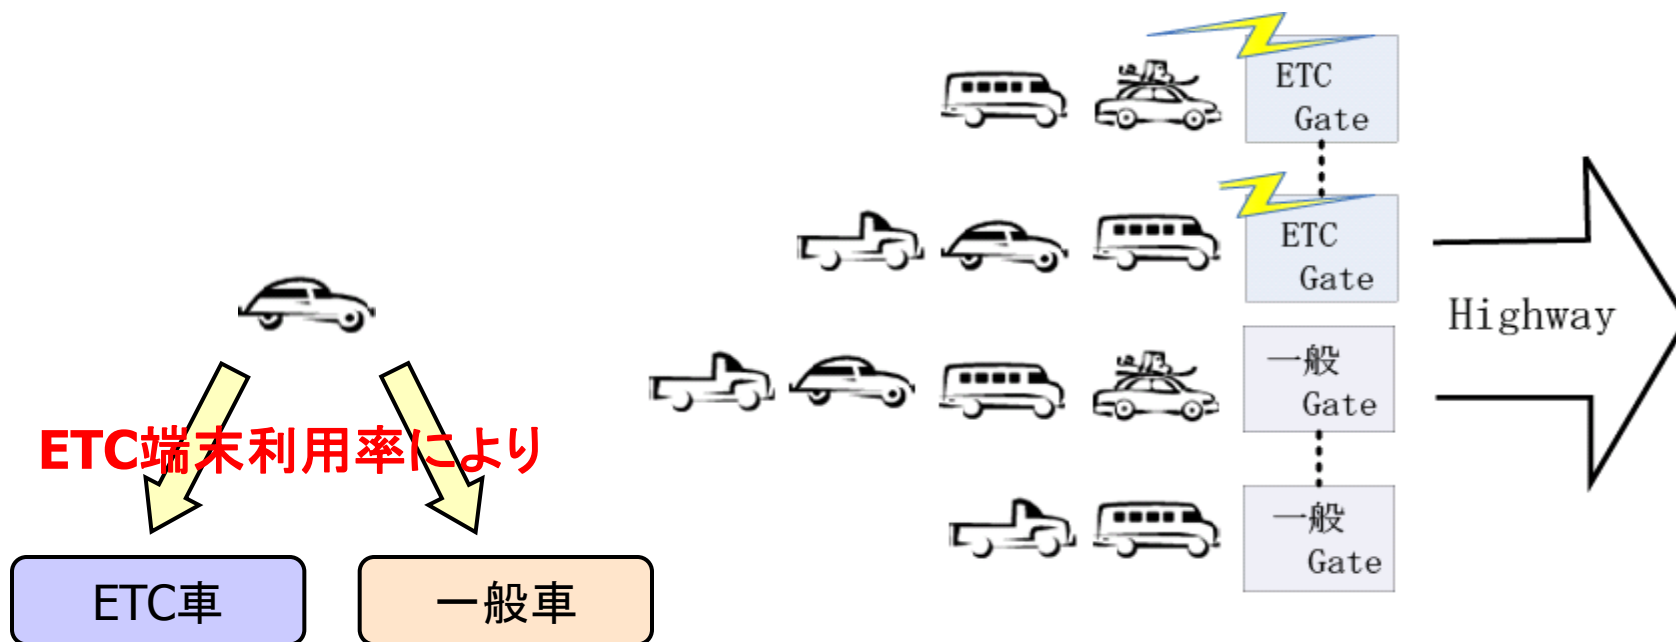 ETC端末利用率により
ETC車
一般車
ETC
Gate
ETC
Gate
一般
Gate
一般
Gate
Highway